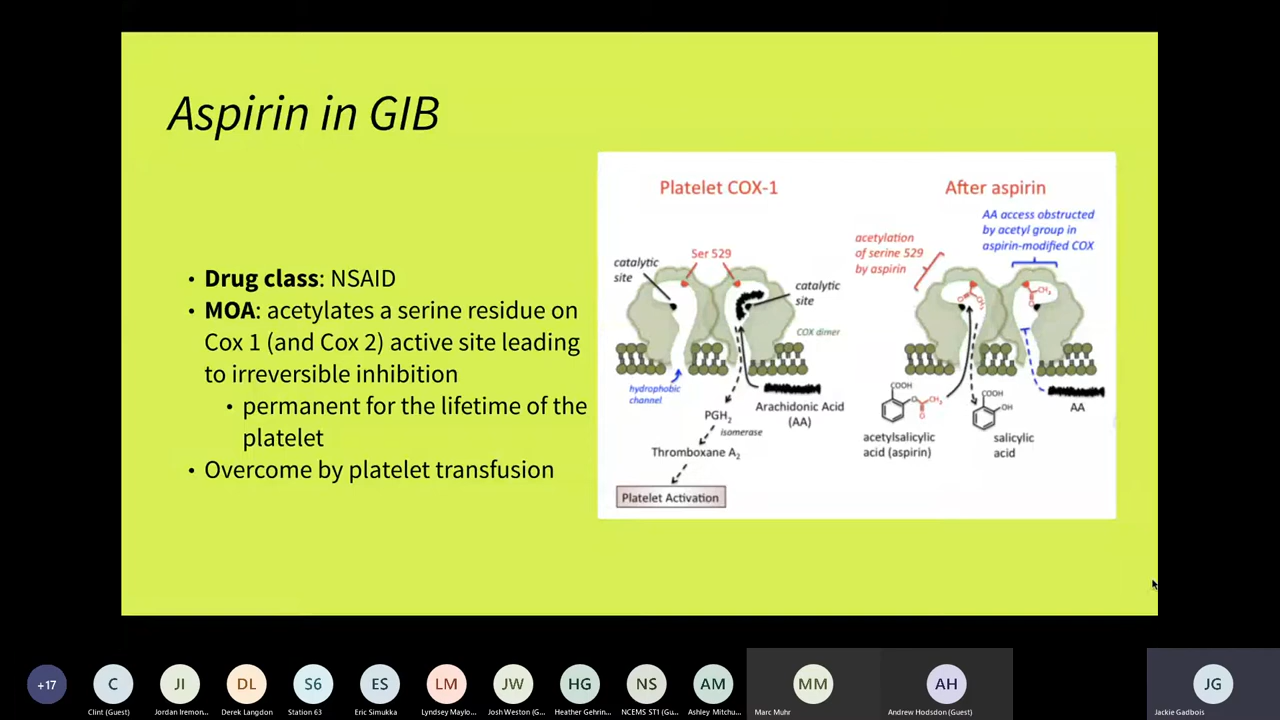 Aspirin in GIB
• Drug class: NSAID
• MOA: acetylates a serine residue on
Cox 1 (and Cox 2) active site leading
to irreversible inhibition
• permanent for the lifetime of the
platelet
• Overcome by platelet transfusion
Platelet COX-1
Ser 529
catalytic
site
catalytic
site
COX dimer
hydrophobic
channel
Arachidonic Acid
(AA)
PGH2
isomerase
Thromboxane A2
Platelet Activation
After aspirin
AA access obstructed
by acetyl group in
aspirin-modified COX
acetylation
of serine 529
by aspirin
O
CH3
O
CH3
COOH
O
CH3
O
acetylsalicylic
acid (aspirin)
COOH
OH
salicylic
acid
AA
+17
C
Clint (Guest)
JI
Jordan Iremon...
DL
Derek Langdon
S6
Station 63
ES
Eric Simukka
LM
Lyndsey Maylo...
JW
Josh Weston (G...
HG
Heather Gehrin...
NS
NCEMS ST1 (Gu...
AM
Ashley Mitchu...
MM
Marc Muhr
AH
Andrew Hodsdon (Guest)
JG
Jackie Gadbois